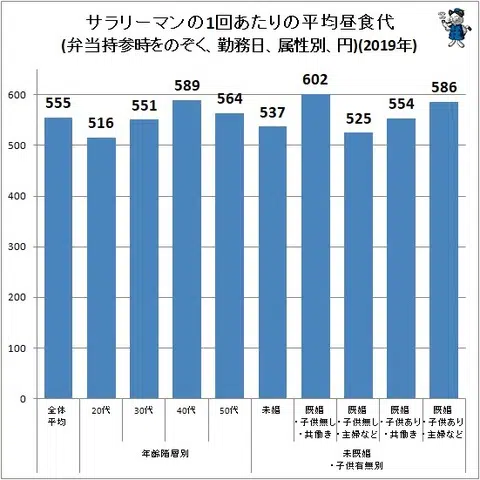 サラリーマンの1回あたりの平均昼食代
(弁当持参時をのぞく、勤務日、属性別、円)(2019年)
600
500
400
300
200
100
0
555
516
551
589
564
537
602
525
554
586
全体
平均
20代
30代
40代
50代
未婚
既婚
・子供無し
・共働き
既婚
・子供無し
・主婦など
既婚
・子供あり
・共働き
既婚
・子供あり
・主婦など
年齢階層別
未既婚
・子供有無別